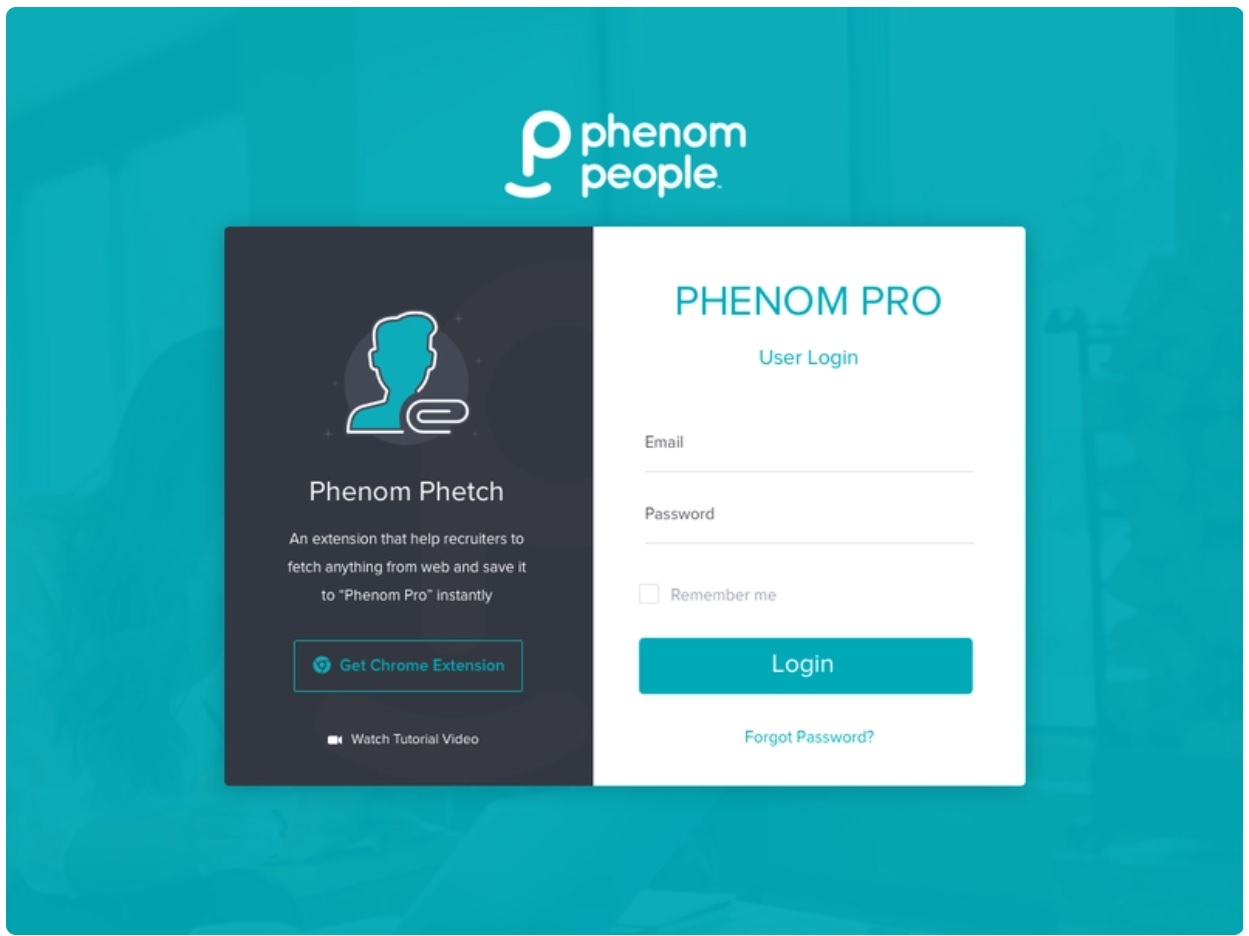 phenom
people™
Phenom Phetch
An extension that help recruiters to
fetch anything from web and save it
to “Phenom Pro” instantly
Get Chrome Extension
Watch Tutorial Video
PHENOM PRO
User Login
Email
Password
Remember me
Login
Forgot Password?